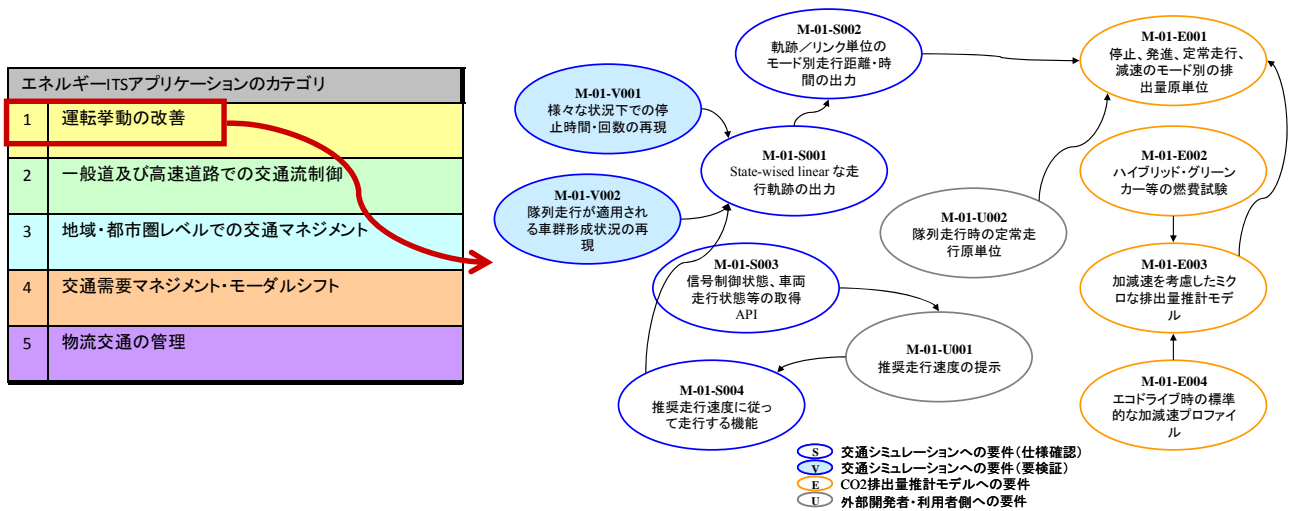 エネルギーITSアプリケーションのカテゴリ
1 運転挙動の改善
2 一般道及び高速道路での交通流制御
3 地域・都市圏レベルでの交通マネジメント
4 交通需要マネジメント・モーダルシフト
5 物流交通の管理
M-01-V001
様々な状況下での停
止時間・回数の再現
M-01-V002
隊列走行が適用され
る車群形成状況の再
現
M-01-S002
軌跡／リンク単位の
モード別走行距離・時
間の出力
M-01-S001
State-wised linear な走
行軌跡の出力
M-01-S003
信号制御状態、車両
走行状態等の取得
API
M-01-S004
推奨走行速度に従っ
て走行する機能
M-01-U002
隊列走行時の定常走
行原単位
M-01-U001
推奨走行速度の提示
M-01-E001
停止、発進、定常走行、
減速のモード別の排
出量原単位
M-01-E002
ハイブリッド・グリーン
カー等の燃費試験
M-01-E003
加減速を考慮したミク
ロな排出量推計モデ
ル
M-01-E004
エコドライブ時の標準
的な加減速プロファイ
ル
S 交通シミュレーションへの要件（仕様確認）
V 交通シミュレーションへの要件（要検証）
E CO2排出量推計モデルへの要件
U 外部開発者・利用者側への要件